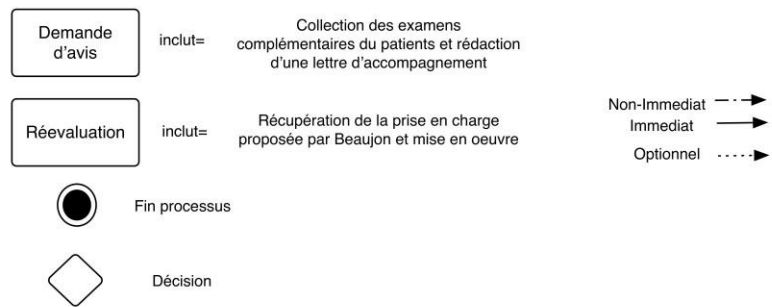 Demande
d'avis
inclut=
Collection des examens
complémentaires du patients et rédaction
d'une lettre d'accompagnement
Réevaluation
inclut=
Récupération de la prise en charge
proposée par Beaujon et mise en oeuvre
Non-Immediat
Immediat
Optionnel
Fin processus
Décision